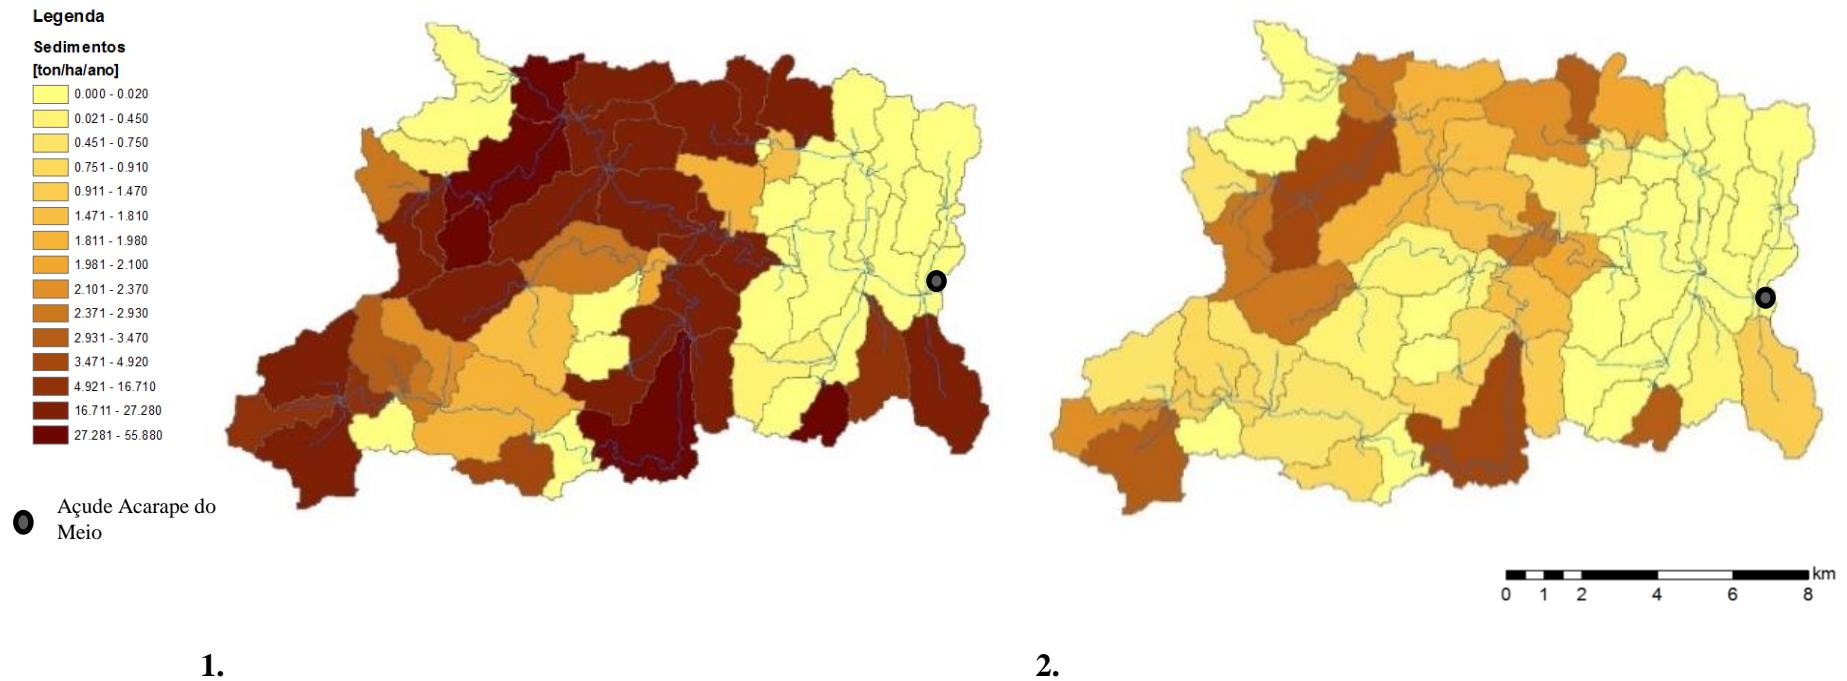 Legenda
Sedimentos
[ton/ha/ano]
0.000 - 0.020
0.021 - 0.450
0.451 - 0.750
0.751 - 0.910
0.911 - 1.470
1.471 - 1.810
1.811 - 1.980
1.981 - 2.100
2.101 - 2.370
2.371 - 2.930
2.931 - 3.470
3.471 - 4.920
4.921 - 16.710
16.711 - 27.280
27.281 - 55.880
Açude Acarape do
Meio
km
0 1 2 4 6 8
1. 2.